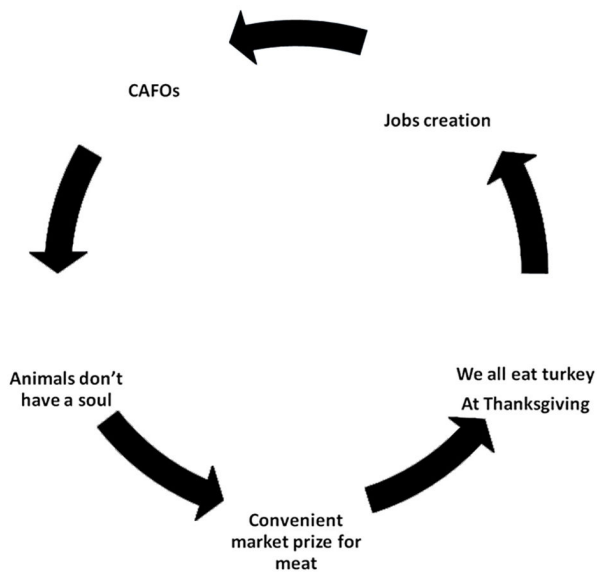 CAFOs
Jobs creation
Animals don't
have a soul
We all eat turkey
At Thanksgiving
Convenient
market prize for
meat